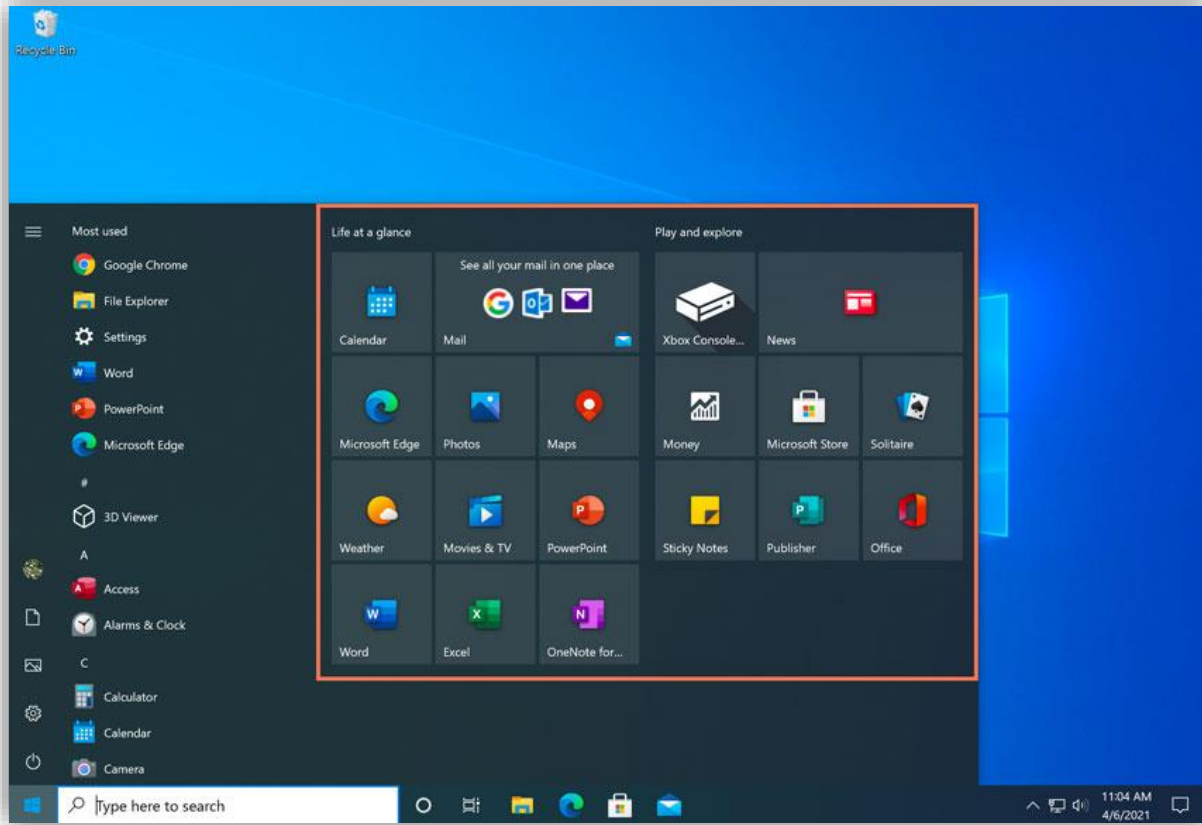 Recycle Bin
Most used
Google Chrome
File Explorer
Settings
Word
PowerPoint
Microsoft Edge
#
3D Viewer
A
Access
Alarms & Clock
C
Calculator
Calendar
Camera
Life at a glance
Calendar
See all your mail in one place
Mail
Microsoft Edge
Photos
Maps
Weather
Movies & TV
PowerPoint
Word
Excel
OneNote for...
Play and explore
Xbox Console...
News
Money
Microsoft Store
Solitaire
Sticky Notes
Publisher
Office
Type here to search
11:04 AM
4/6/2021